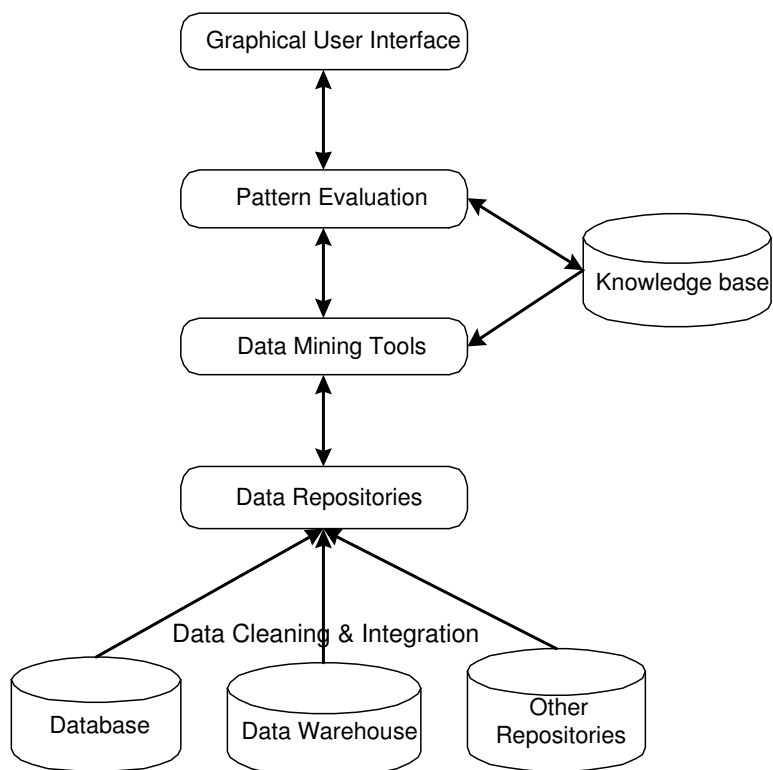 Graphical User Interface
Pattern Evaluation
Knowledge base
Data Mining Tools
Data Repositories
Data Cleaning & Integration
Database
Data Warehouse
Other
Repositories